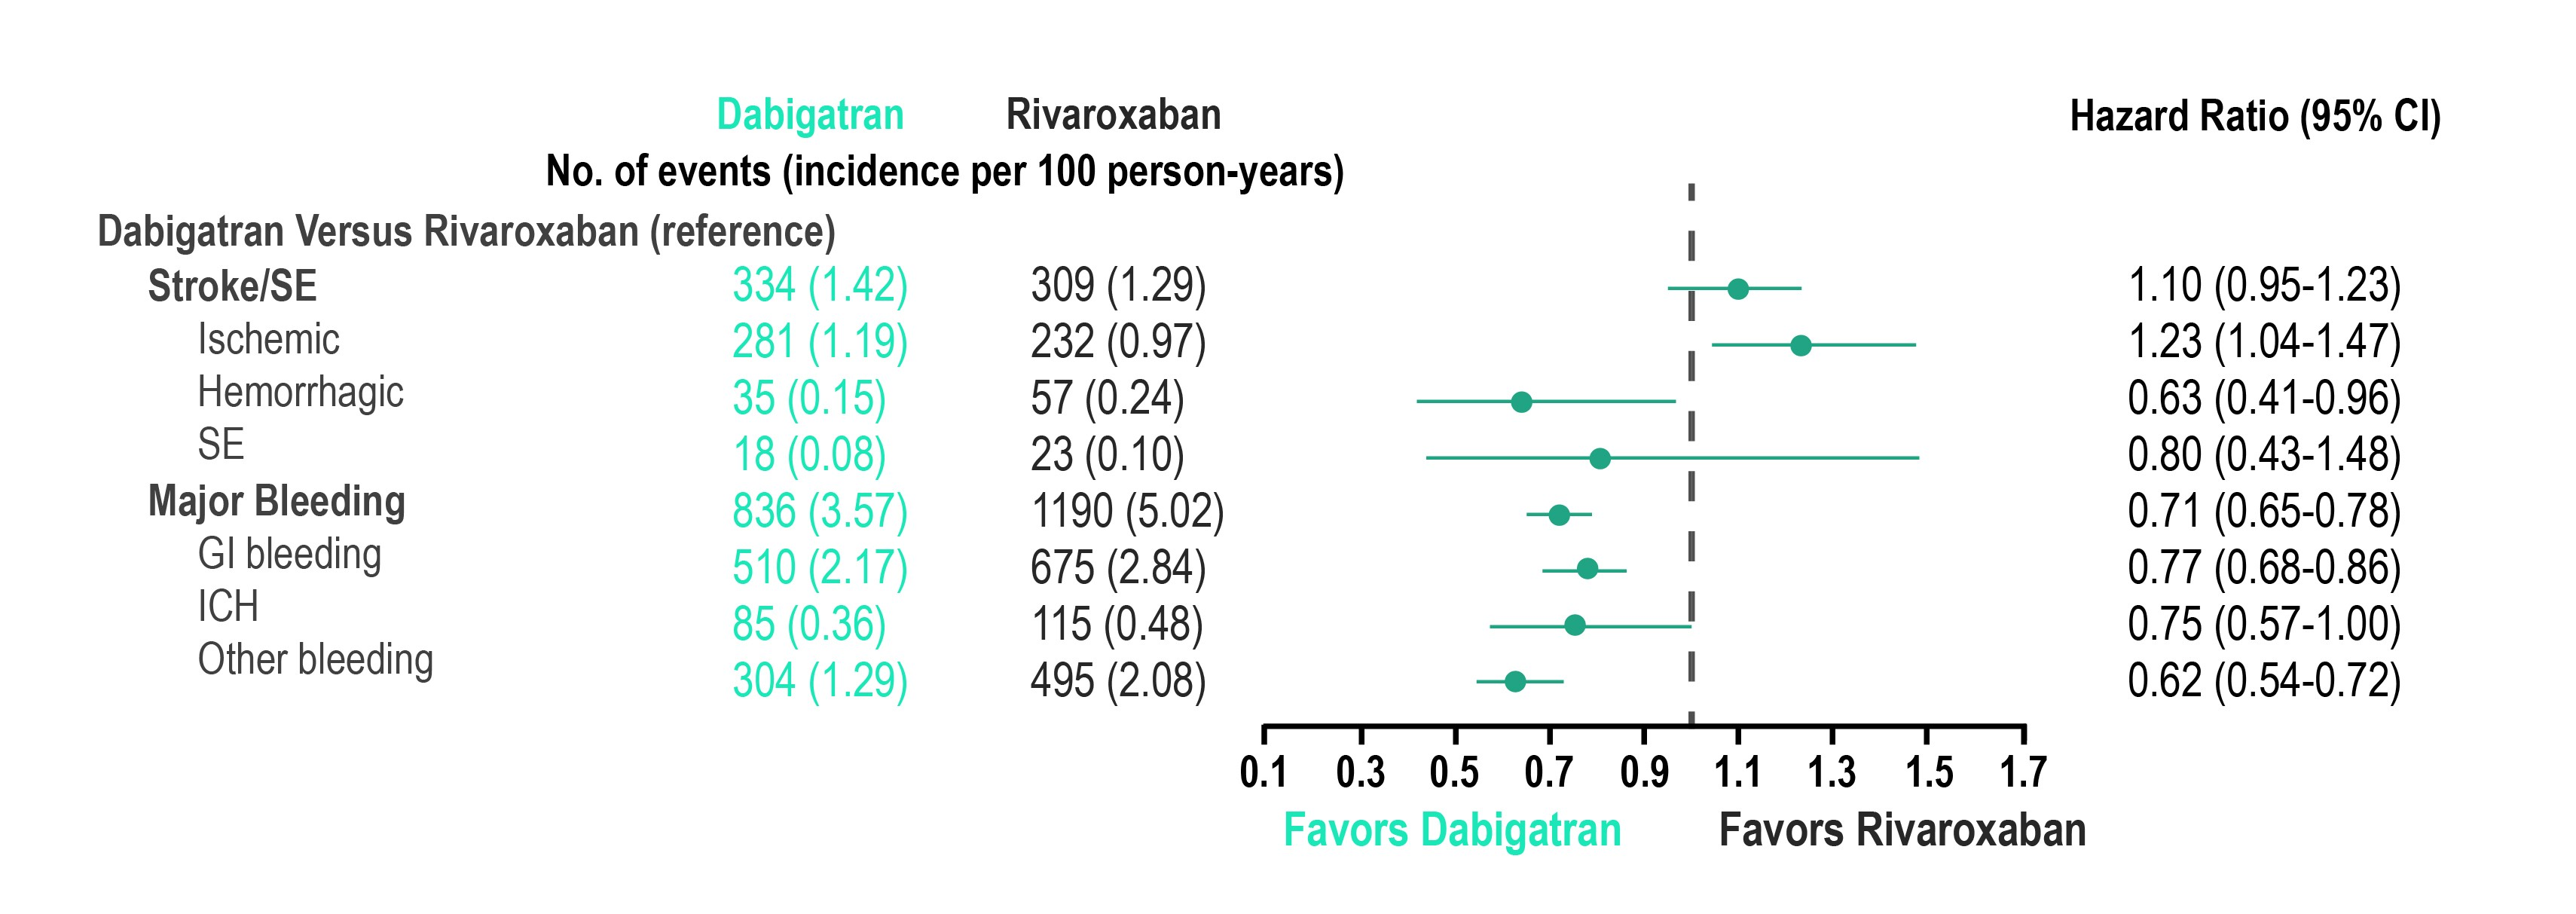 Dabigatran Rivaroxaban Hazard Ratio (95% CI)
No. of events (incidence per 100 person-years)
Dabigatran Versus Rivaroxaban (reference)
Stroke/SE 334 (1.42) 309 (1.29) 1.10 (0.95-1.23)
Ischemic 281 (1.19) 232 (0.97) 1.23 (1.04-1.47)
Hemorrhagic 35 (0.15) 57 (0.24) 0.63 (0.41-0.96)
SE 18 (0.08) 23 (0.10) 0.80 (0.43-1.48)
Major Bleeding 836 (3.57) 1190 (5.02) 0.71 (0.65-0.78)
GI bleeding 510 (2.17) 675 (2.84) 0.77 (0.68-0.86)
ICH 85 (0.36) 115 (0.48) 0.75 (0.57-1.00)
Other bleeding 304 (1.29) 495 (2.08) 0.62 (0.54-0.72)
0.1 0.3 0.5 0.7 0.9 1.1 1.3 1.5 1.7
Favors Dabigatran Favors Rivaroxaban